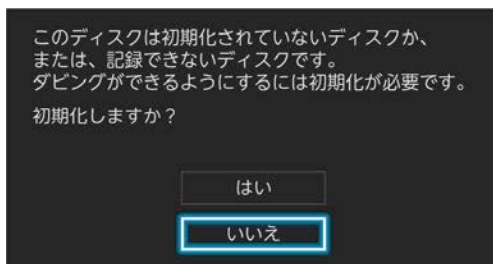 このディスクは初期化されていないディスクか、
または、記録できないディスクです。
ダビングができるようにするには初期化が必要です。
初期化しますか？
はい
いいえ